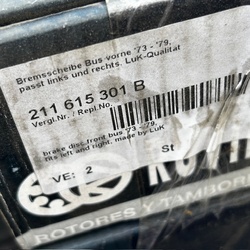 Bremsscheibe Bus vorne '73 - '79,
passt links und rechts. LuK-Qualität
211 615 301 B
Vergl.Nr. / Repl.No.
brake disc, front bus '73 - '79,
fits left and right, made by LuK
VE: 2 St
ROTORES Y TAMBORE